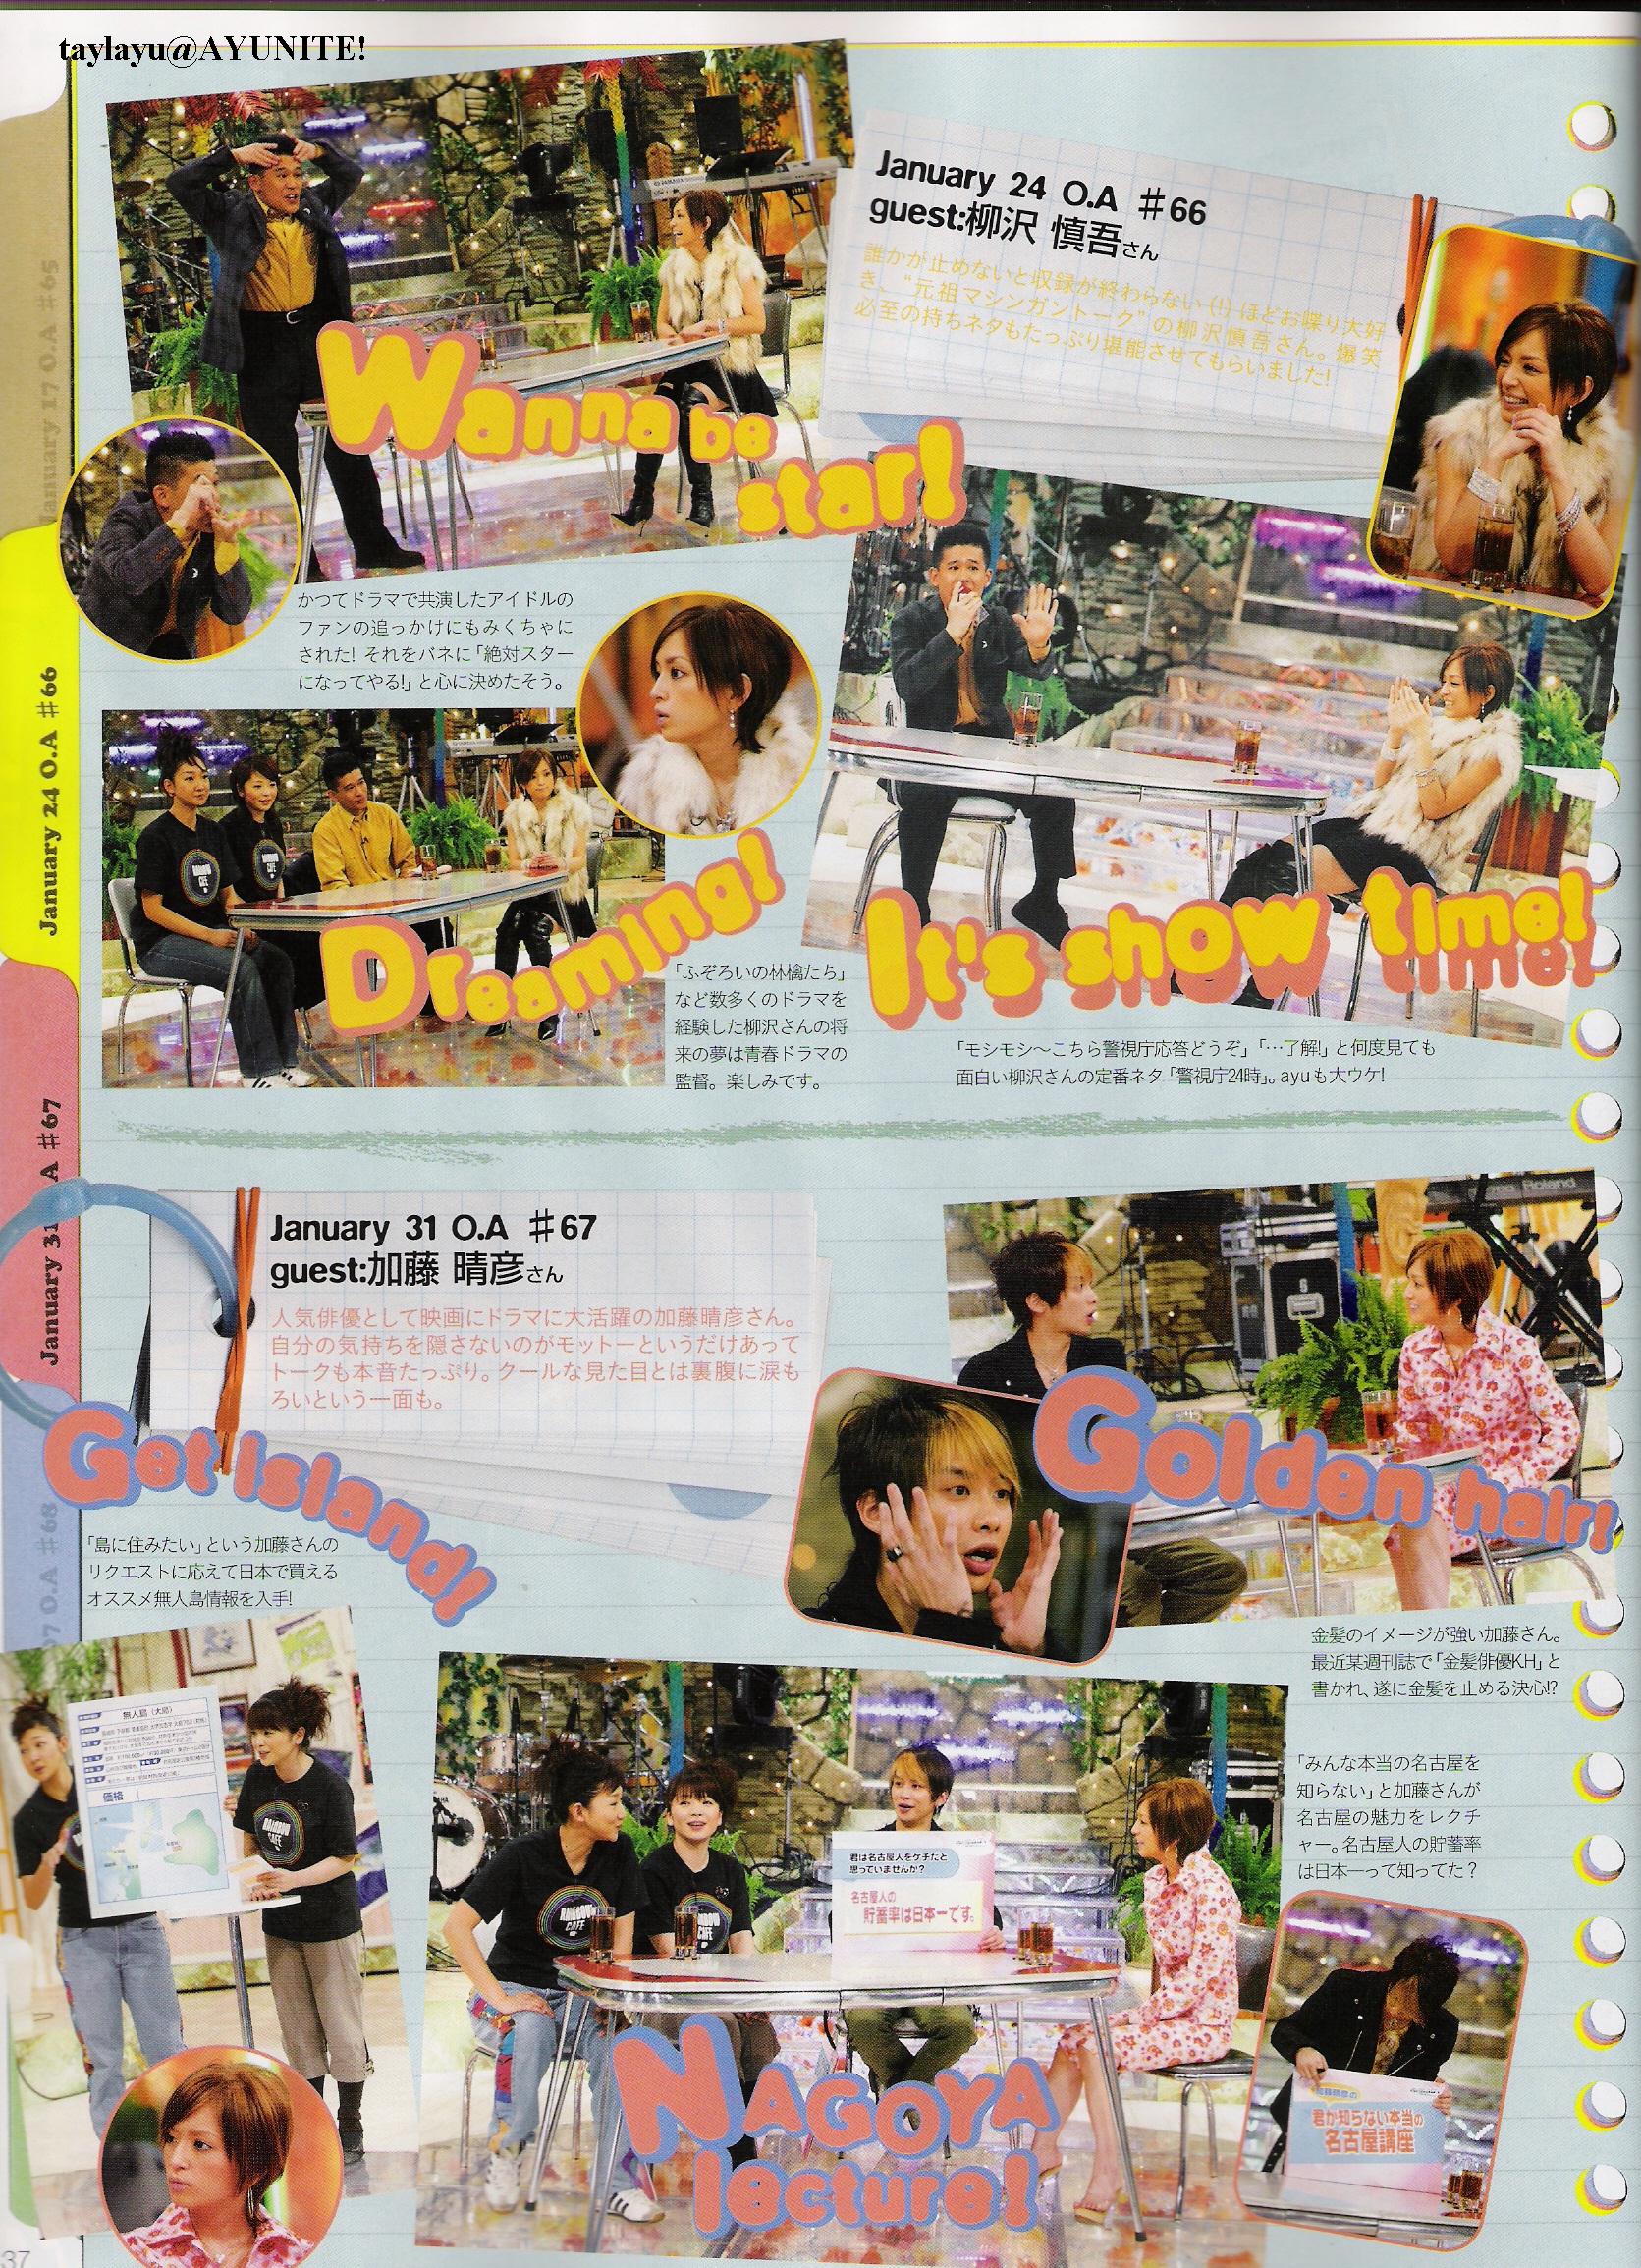 taylayu@AYUNITE!
January 17 O.A ♯65
January 24 O.A ♯66
January 31 O.A ♯67
07 O.A ♯68
January 24 O.A ♯66
guest:柳沢 慎吾さん
誰かが止めないと収録が終わらない(!)ほどお喋り大好
き、“元祖マシンガントーク”の柳沢慎吾さん。爆笑
必至の持ちネタもたっぷり堪能させてもらいました!
Wanna be
star!
かつてドラマで共演したアイドルの
ファンの追っかけにもみくちゃに
された! それをバネに「絶対スター
になってやる!」と心に決めたそう。
Dreaming!
「ふぞろいの林檎たち」
など数多くのドラマを
経験した柳沢さんの将
来の夢は青春ドラマの
監督。楽しみです。
It's show time!
「モシモシ〜こちら警視庁応答どうぞ」「…了解!」と何度見ても
面白い柳沢さんの定番ネタ「警視庁24時」。ayuも大ウケ!
January 31 O.A ♯67
guest:加藤 晴彦さん
人気俳優として映画にドラマに大活躍の加藤晴彦さん。
自分の気持ちを隠さないのがモットーというだけあって
トークも本音たっぷり。クールな見た目とは裏腹に涙も
ろいという一面も。
Get Island!
「島に住みたい」という加藤さんの
リクエストに応えて日本で買える
オススメ無人島情報を入手!
無人島(大島)
価格
RAINBOW
CAFE
Roland
Golden hair!
金髪のイメージが強い加藤さん。
最近某週刊誌で「金髪俳優K.H」と
書かれ、遂に金髪を止める決心!?
「みんな本当の名古屋を
知らない」と加藤さんが
名古屋の魅力をレクチ
ャー。名古屋人の貯蓄率
は日本一って知ってた?
君は名古屋人をケチだと
思っていませんか?
名古屋人の
貯蓄率は日本一です。
RAINBOW
CAFE
NAGOYA
lecture!
加藤晴彦の
君が知らない本当の
名古屋講座
37